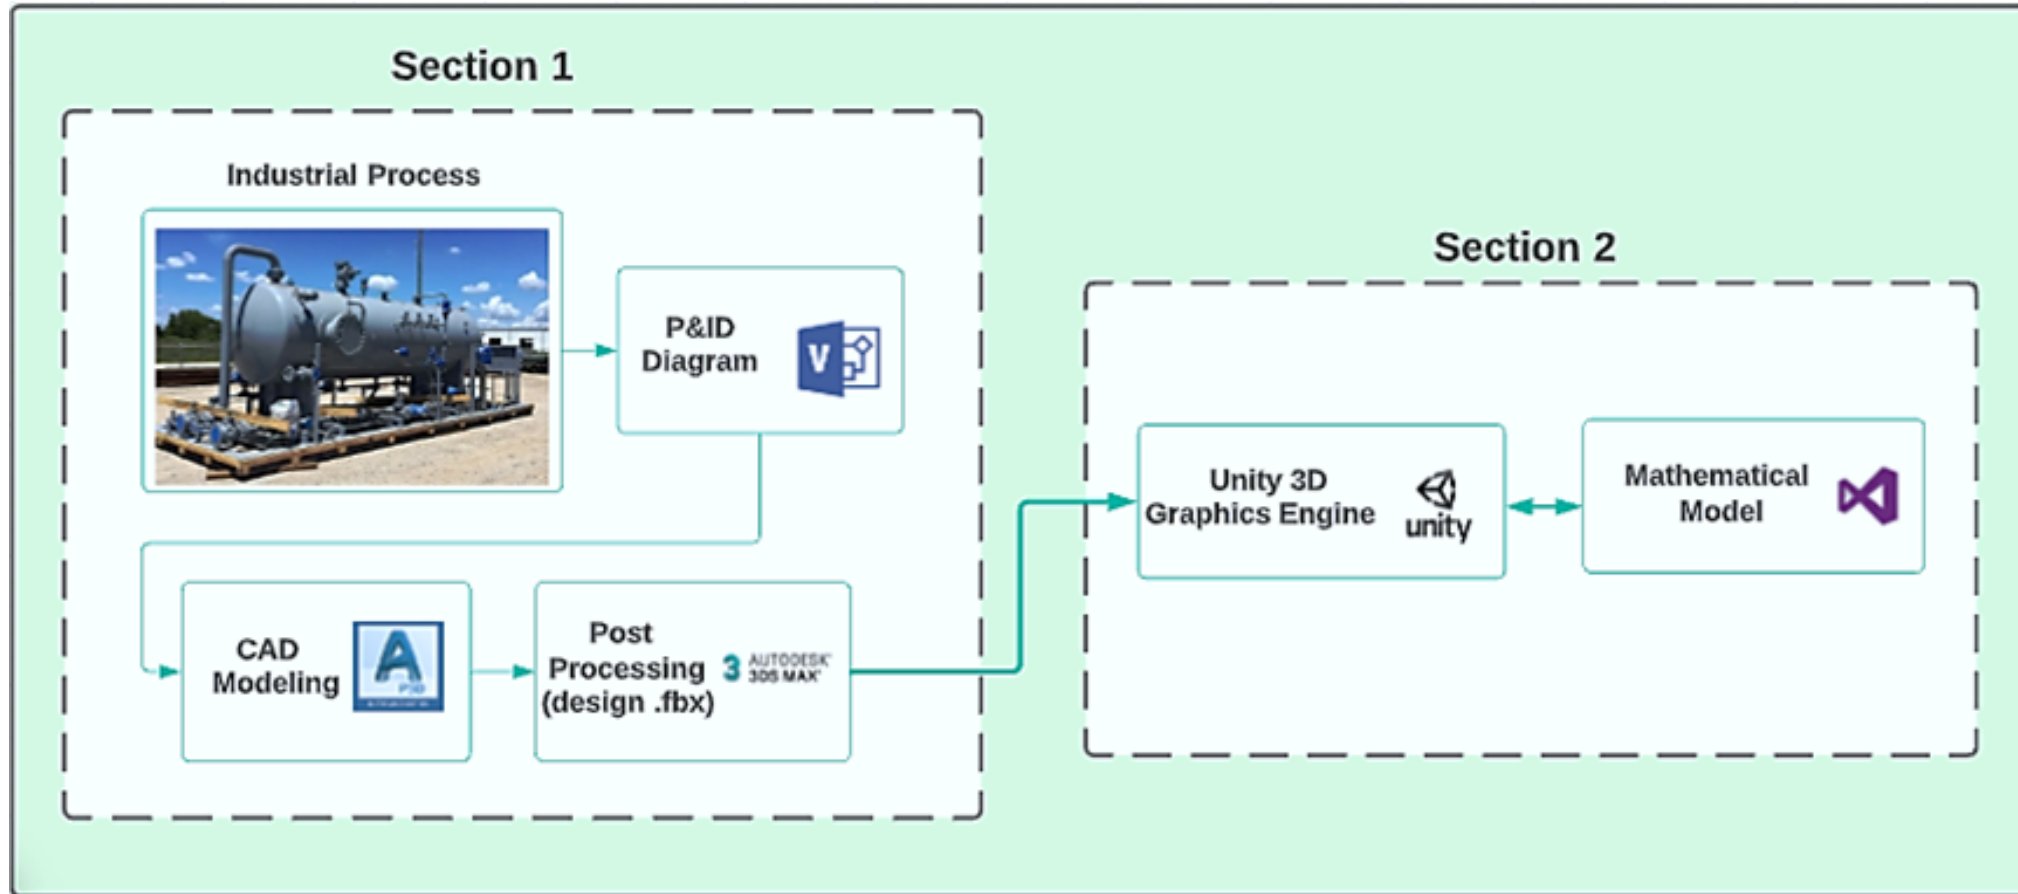 Section 1
Industrial Process
P&ID
Diagram
V
CAD
Modeling
A
P3D
Post
Processing
(design .fbx)
3 AUTODESK®
3DS MAX®
Section 2
Unity 3D
Graphics Engine
unity
Mathematical
Model